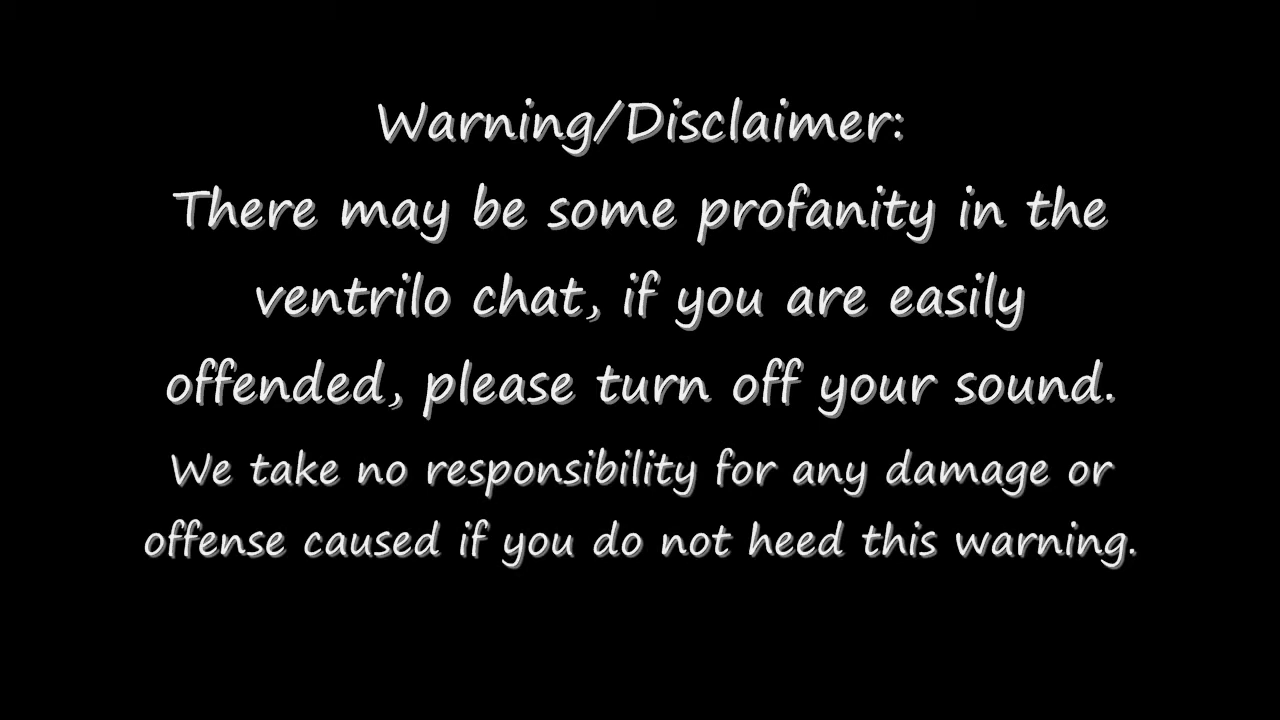 Warning/Disclaimer:
There may be some profanity in the
ventrilo chat, if you are easily
offended, please turn off your sound.
We take no responsibility for any damage or
offense caused if you do not heed this warning.